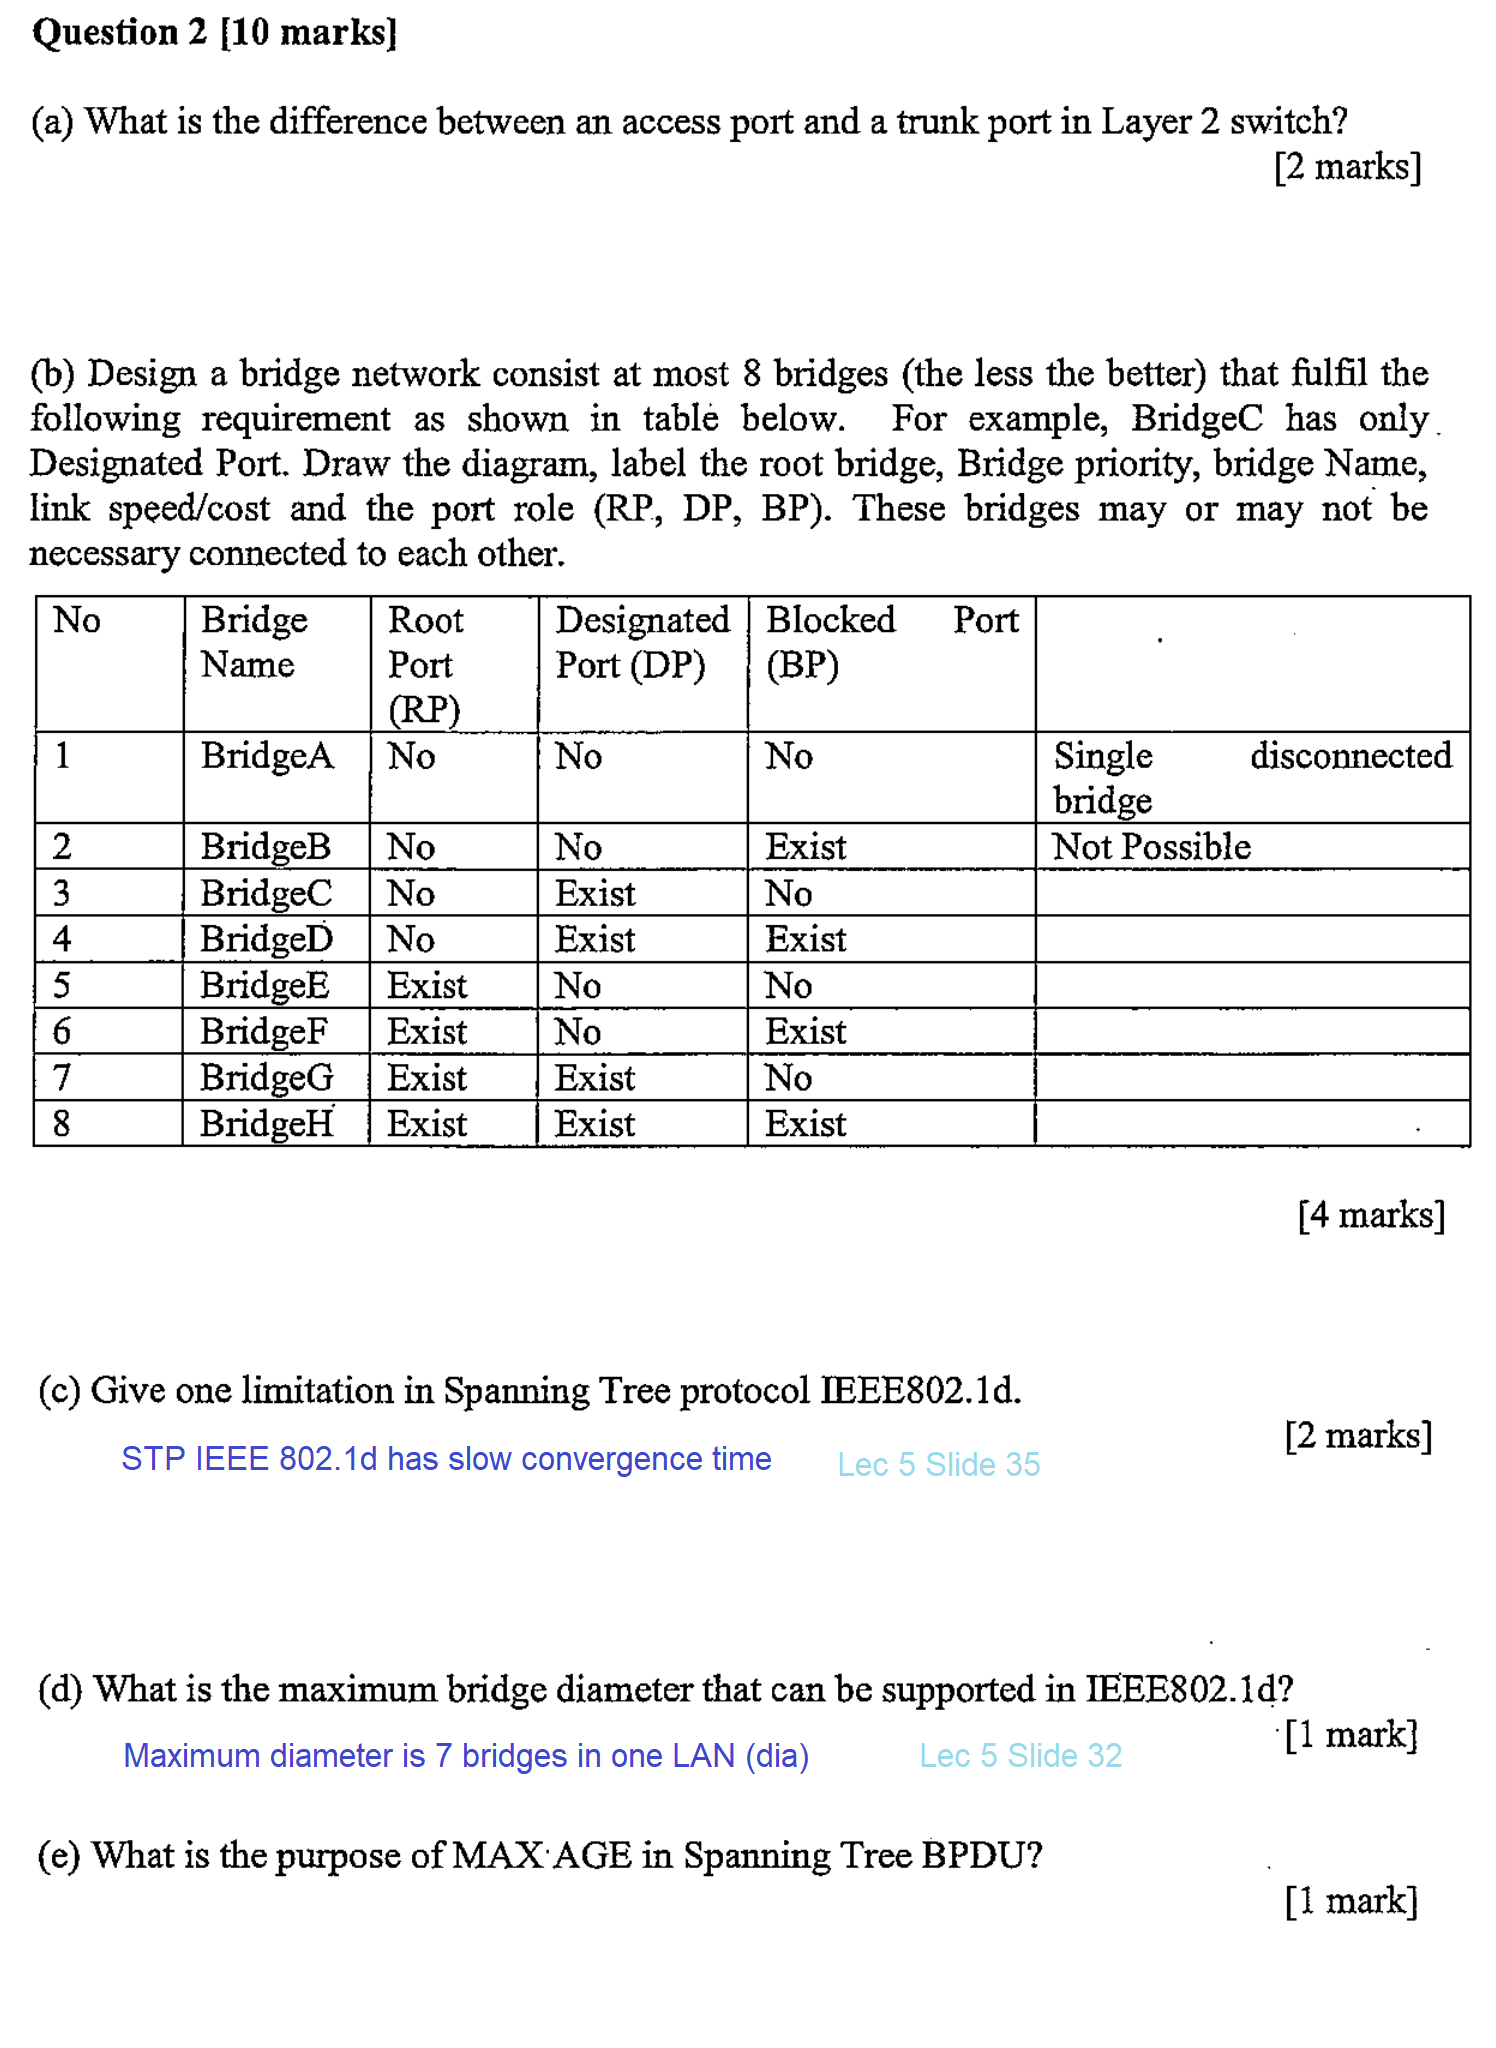 Question 2 [10 marks]
(a) What is the difference between an access port and a trunk port in Layer 2 switch?
[2 marks]
(b) Design a bridge network consist at most 8 bridges (the less the better) that fulfil the
following requirement as shown in table below. For example, BridgeC has only
Designated Port. Draw the diagram, label the root bridge, Bridge priority, bridge Name,
link speed/cost and the port role (RP, DP, BP). These bridges may or may not be
necessary connected to each other.
No Bridge Name Root Port (RP) Designated Port (DP) Blocked Port (BP)
1 BridgeA No No No Single disconnected bridge
2 BridgeB No No Exist Not Possible
3 BridgeC No Exist No
4 BridgeD No Exist Exist
5 BridgeE Exist No No
6 BridgeF Exist No Exist
7 BridgeG Exist Exist No
8 BridgeH Exist Exist Exist
[4 marks]
(c) Give one limitation in Spanning Tree protocol IEEE802.1d.
[2 marks]
STP IEEE 802.1d has slow convergence time Lec 5 Slide 35
(d) What is the maximum bridge diameter that can be supported in IEEE802.1d?
[1 mark]
Maximum diameter is 7 bridges in one LAN (dia) Lec 5 Slide 32
(e) What is the purpose of MAX AGE in Spanning Tree BPDU?
[1 mark]